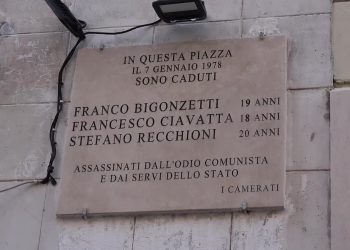 IN QUESTA PIAZZA
IL 7 GENNAIO 1978
SONO CADUTI
FRANCO BIGONZETTI 19 ANNI
FRANCESCO CIAVATTA 18 ANNI
STEFANO RECCHIONI 20 ANNI
ASSASSINATI DALL'ODIO COMUNISTA
E DAI SERVI DELLO STATO
I CAMERATI